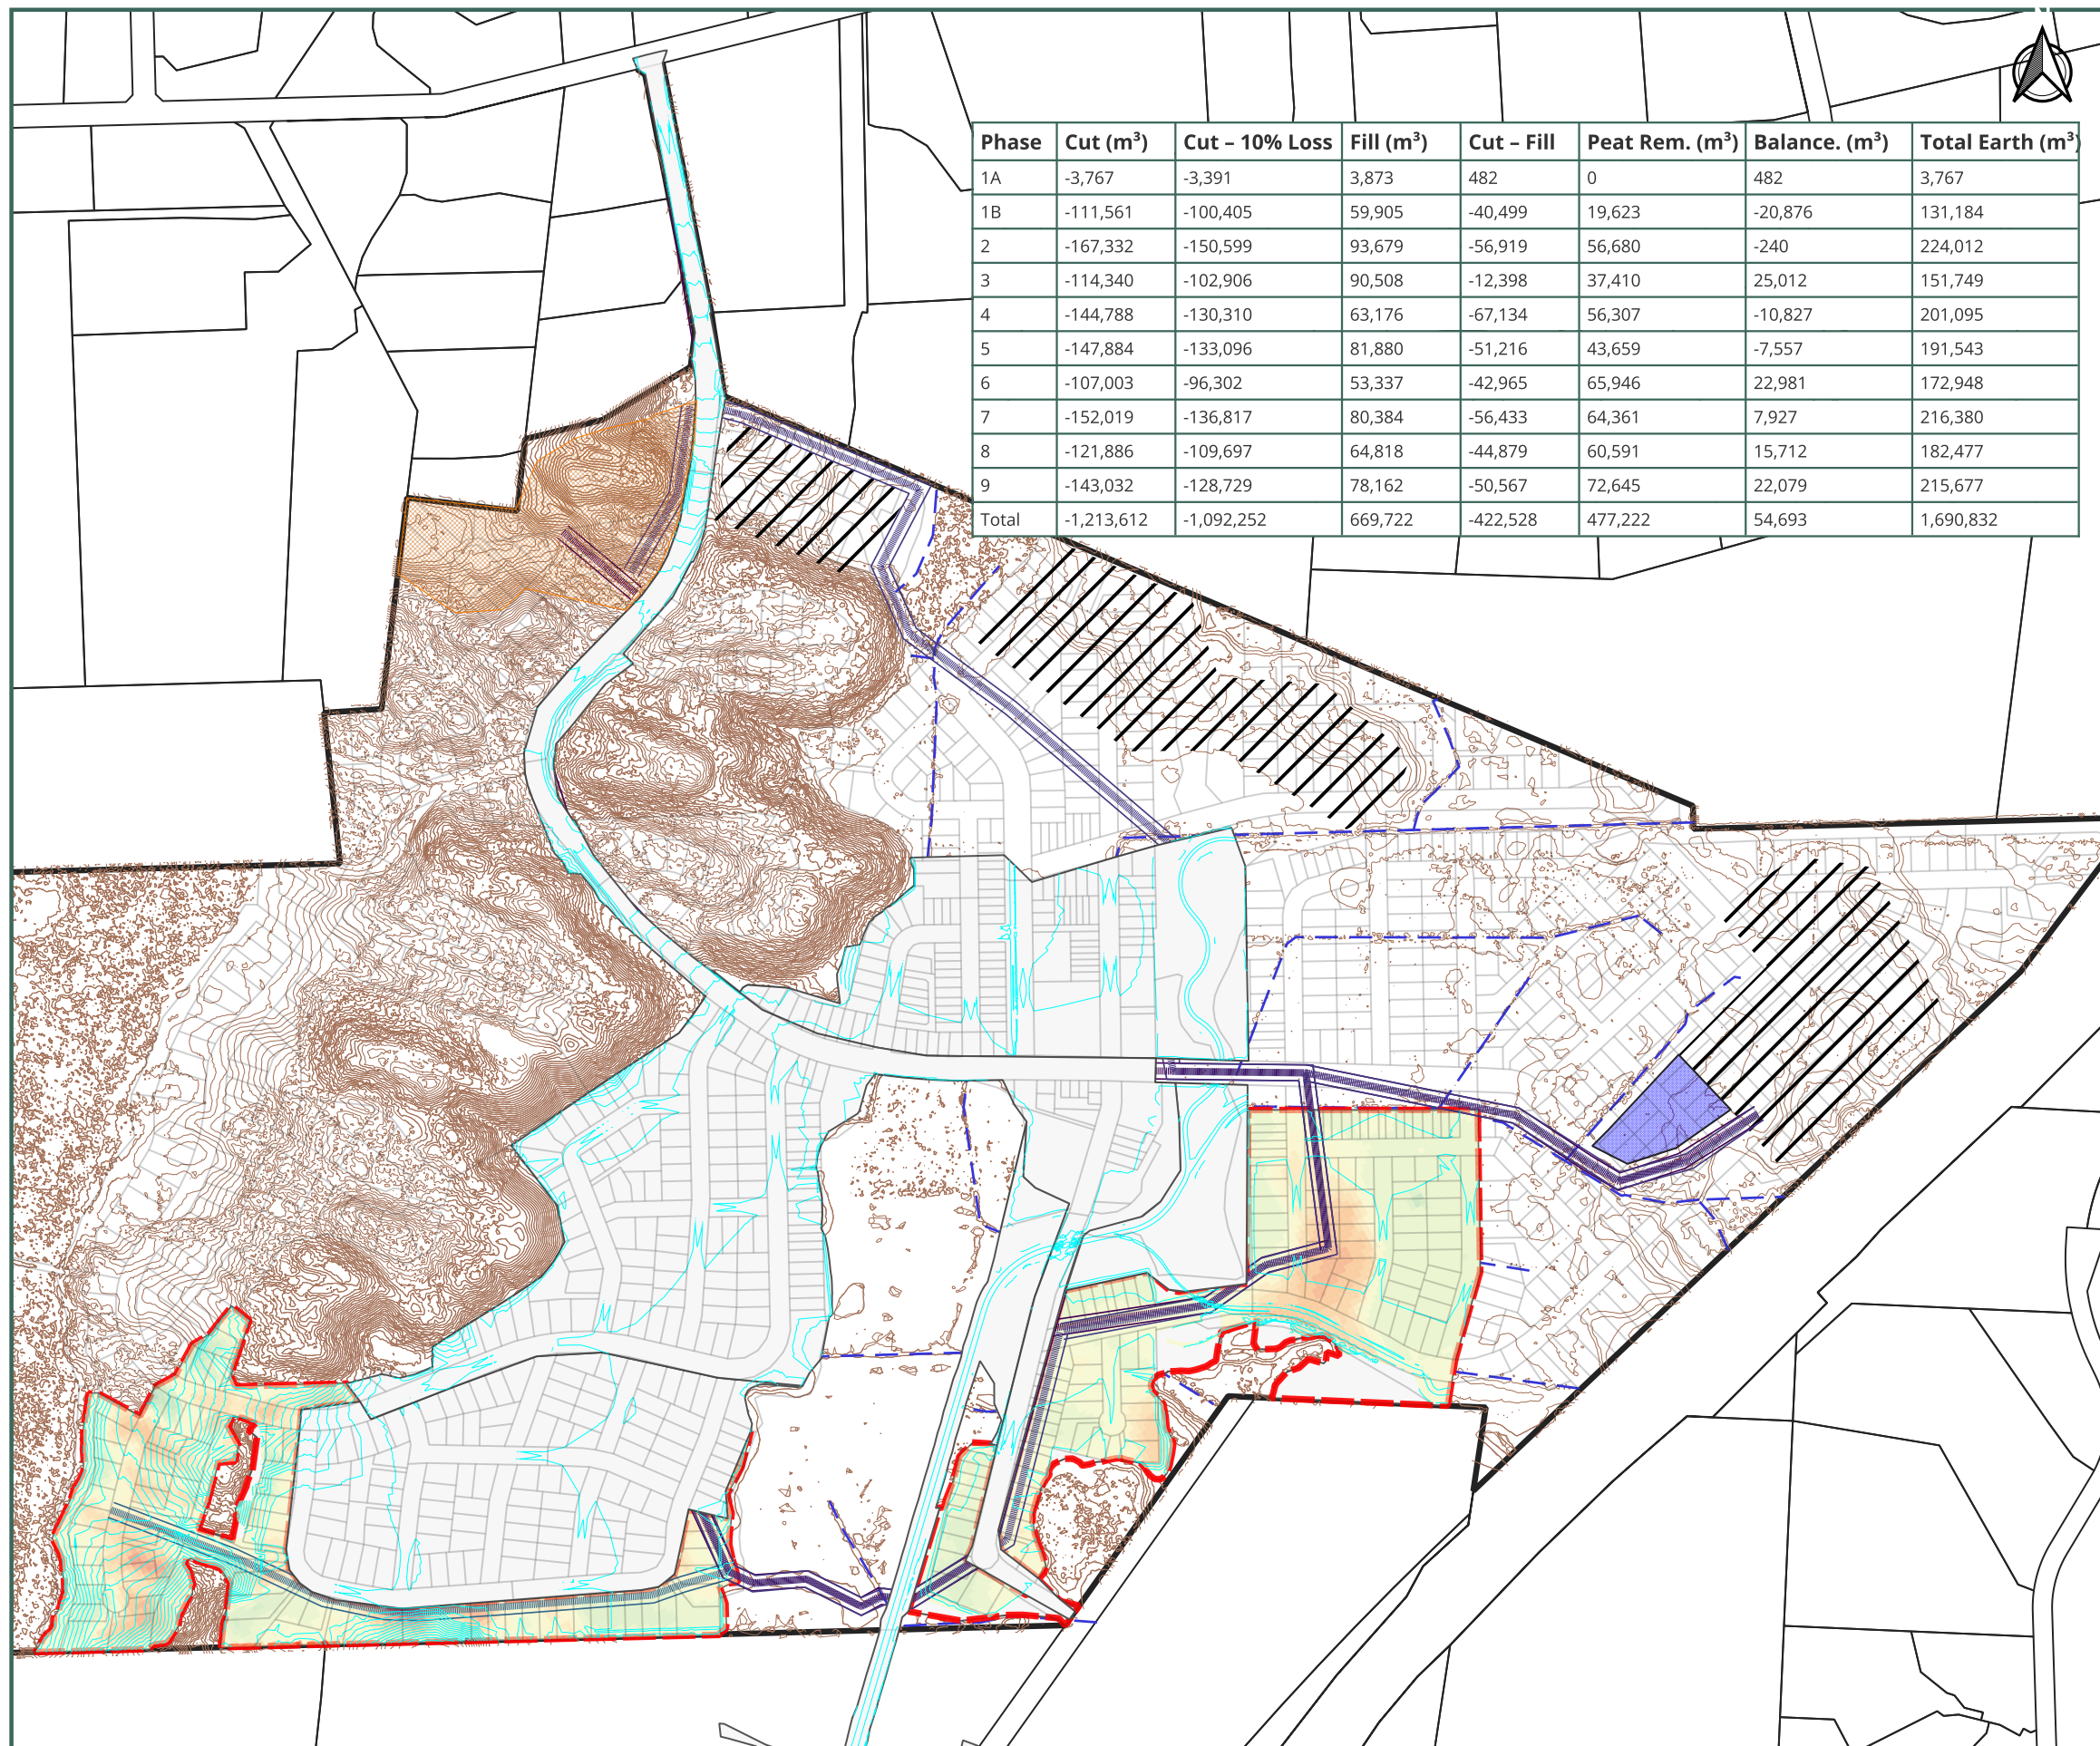 Phase Cut (m³) Cut – 10% Loss Fill (m³) Cut – Fill Peat Rem. (m³) Balance. (m³) Total Earth (m³)
1A -3,767 -3,391 3,873 482 0 482 3,767
1B -111,561 -100,405 59,905 -40,499 19,623 -20,876 131,184
2 -167,332 -150,599 93,679 -56,919 56,680 -240 224,012
3 -114,340 -102,906 90,508 -12,398 37,410 25,012 151,749
4 -144,788 -130,310 63,176 -67,134 56,307 -10,827 201,095
5 -147,884 -133,096 81,880 -51,216 43,659 -7,557 191,543
6 -107,003 -96,302 53,337 -42,965 65,946 22,981 172,948
7 -152,019 -136,817 80,384 -56,433 64,361 7,927 216,380
8 -121,886 -109,697 64,818 -44,879 60,591 15,712 182,477
9 -143,032 -128,729 78,162 -50,567 72,645 22,079 215,677
Total -1,213,612 -1,092,252 669,722 -422,528 477,222 54,693 1,690,832